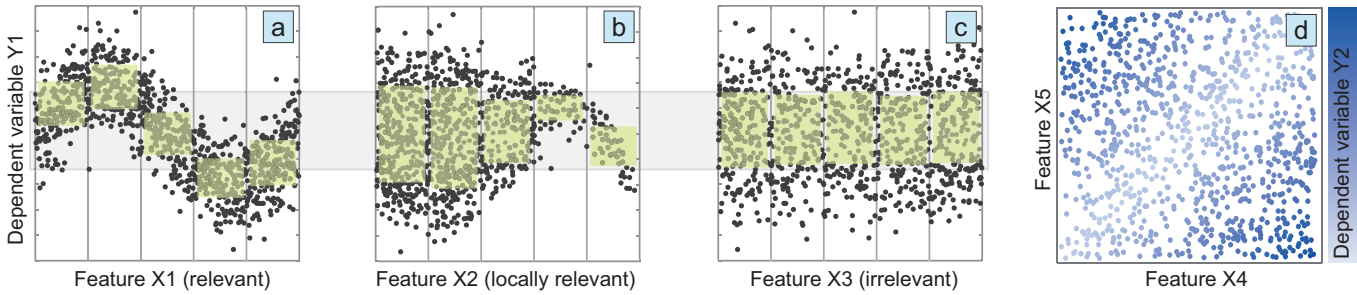 a
b
c
d
Dependent variable Y1
Feature X5
Dependent variable Y2
Feature X1 (relevant)
Feature X2 (locally relevant)
Feature X3 (irrelevant)
Feature X4